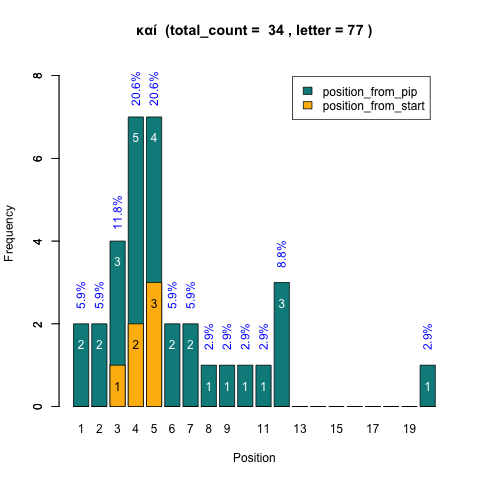 καί  (total_count =  34 , letter = 77 )
position_from_pip
position_from_start
Frequency
8
6
4
2
0
5.9% 5.9% 11.8% 20.6% 20.6% 5.9% 5.9% 2.9% 2.9% 2.9% 2.9% 8.8% 2.9%
2 2 3 5 4 2 2 1 1 1 1 3 1
1 2 3
1 2 3 4 5 6 7 8 9 11 13 15 17 19
Position